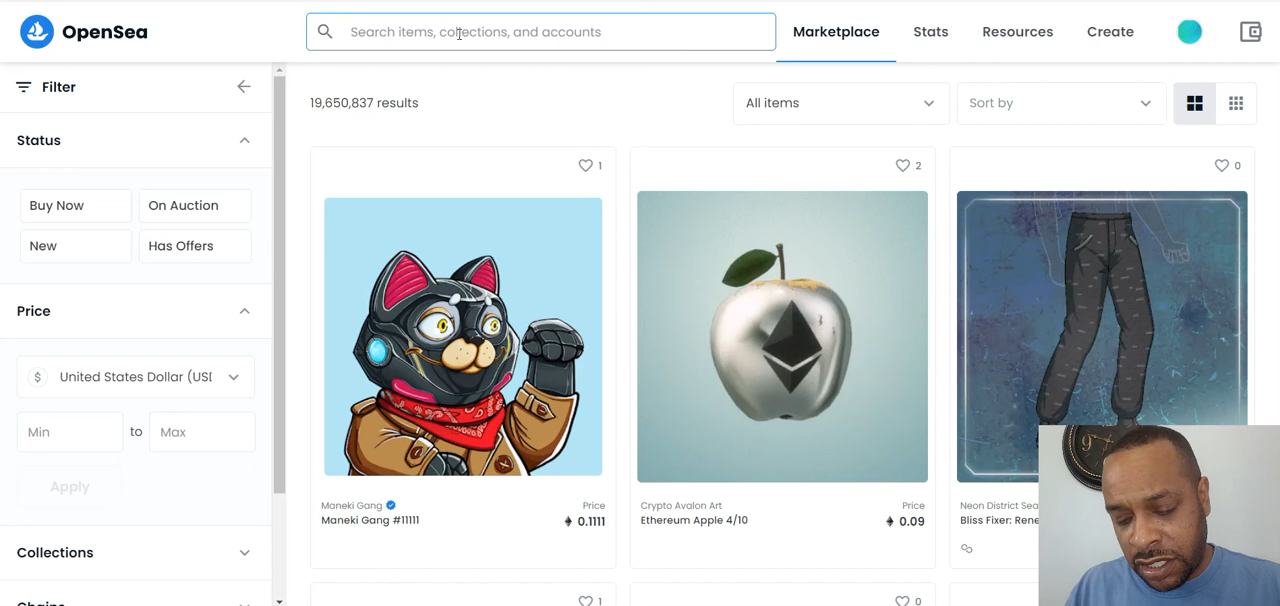 OpenSea
Search items, collections, and accounts
Marketplace
Stats
Resources
Create
Filter
19,650,837 results
All items
Sort by
Status
1
2
0
Buy Now
On Auction
New
Has Offers
Price
$ United States Dollar (USD
Min to Max
Apply
Maneki Gang
Price
Maneki Gang #11111
0.1111
Crypto Avalon Art
Price
Ethereum Apple 4/10
0.09
Neon District Sea
Bliss Fixer: Rene
Collections
1
0